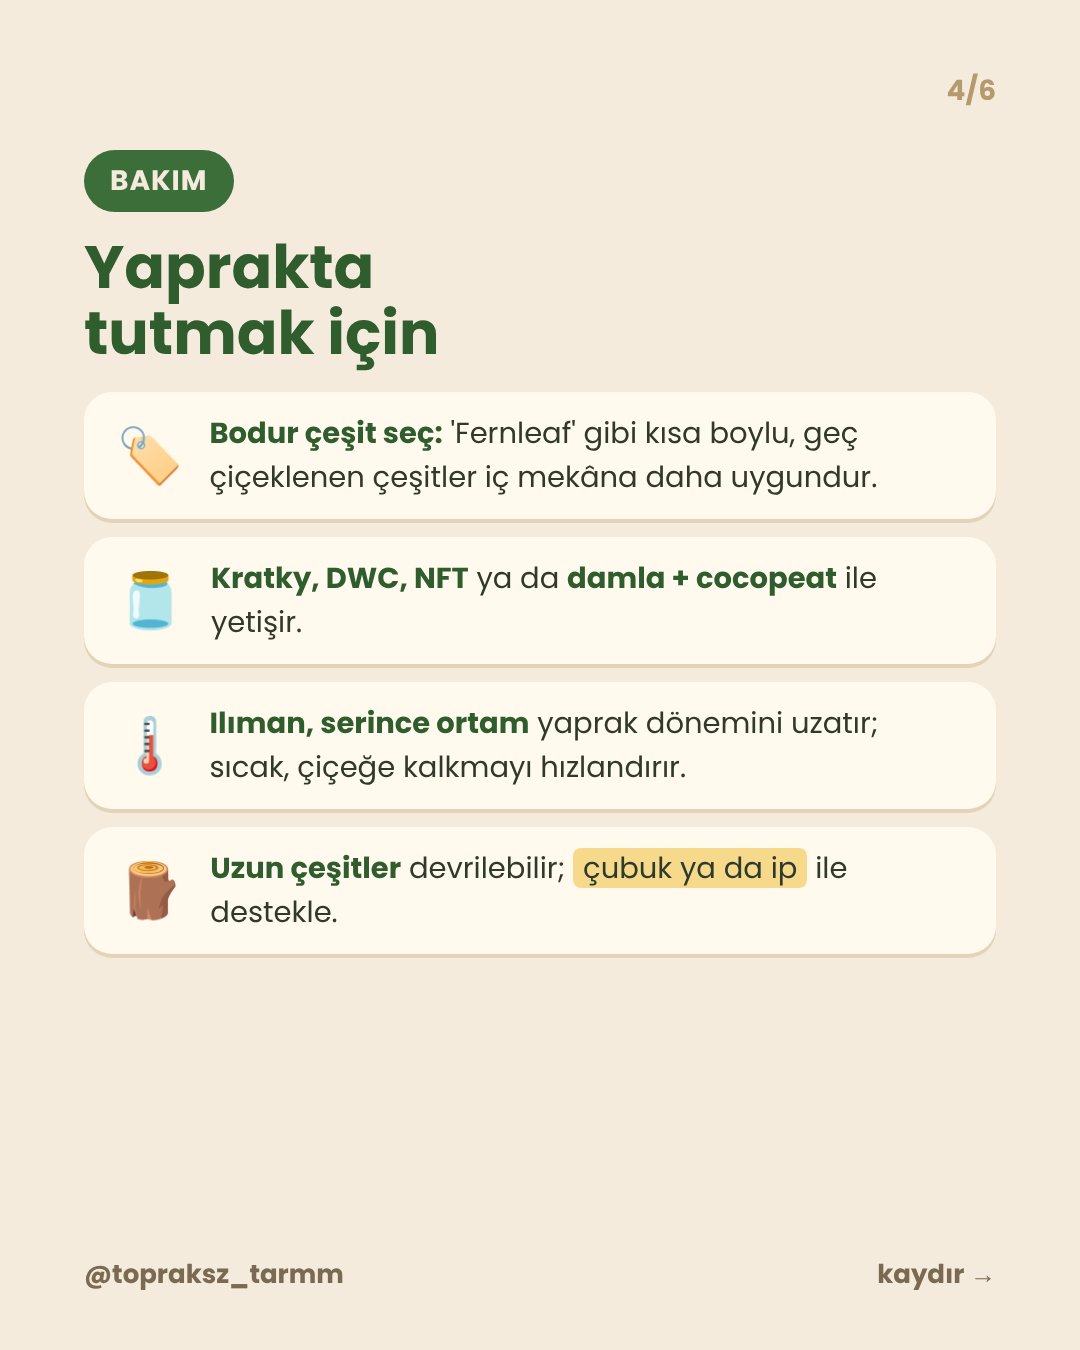 4/6
BAKIM
Yaprakta
tutmak için
Bodur çeşit seç: 'Fernleaf' gibi kısa boylu, geç
çiçeklenen çeşitler iç mekâna daha uygundur.
Kratky, DWC, NFT ya da damla + cocopeat ile
yetişir.
Ilıman, serince ortam yaprak dönemini uzatır;
sıcak, çiçeğe kalkmayı hızlandırır.
Uzun çeşitler devrilebilir; çubuk ya da ip ile
destekle.
@topraksz_tarmm
kaydır →